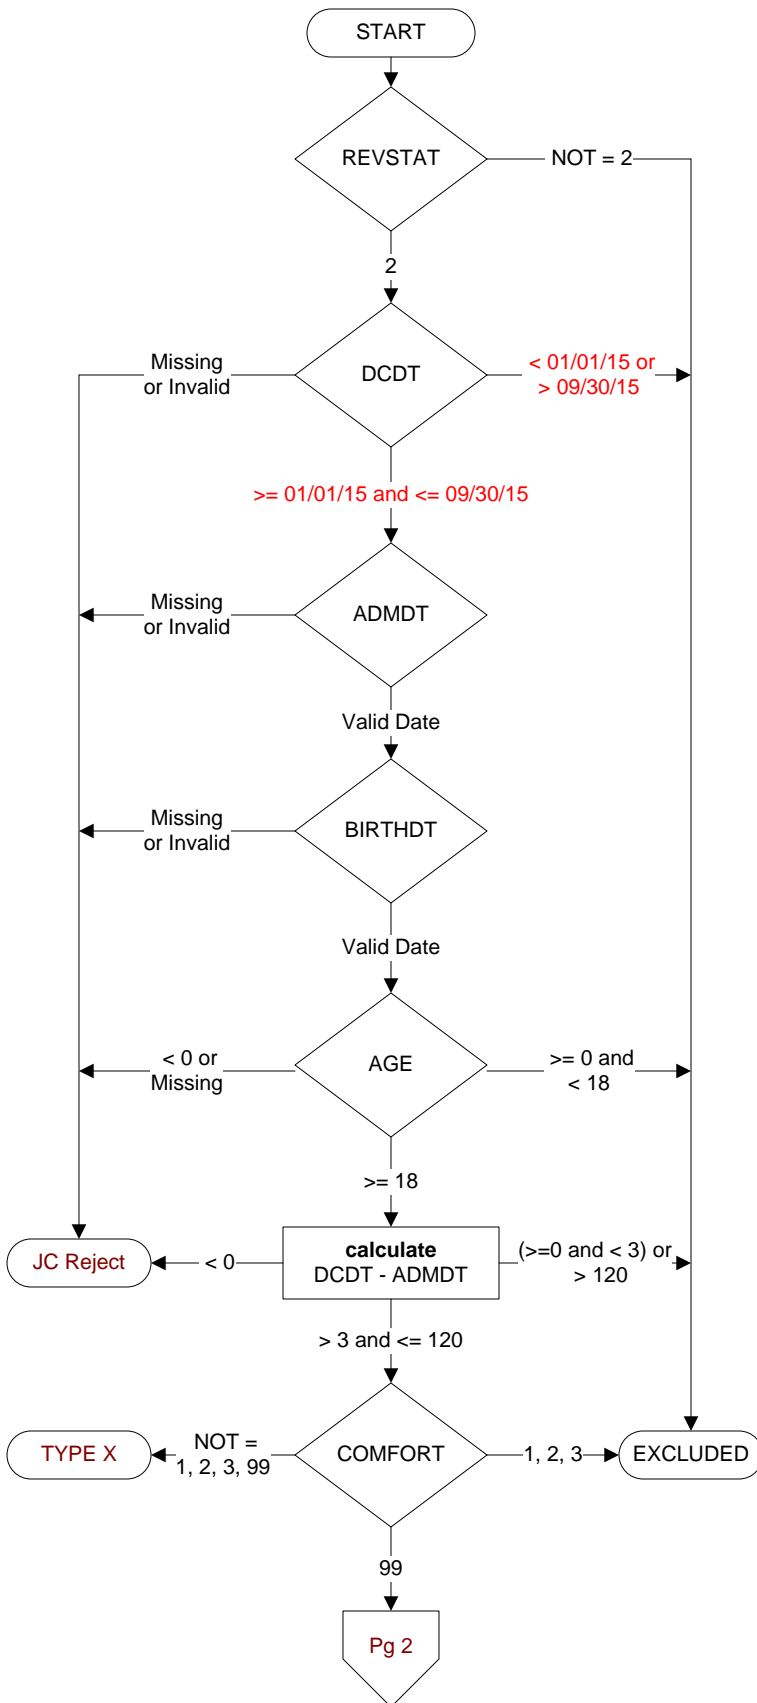 START
REVSTAT
NOT = 2
2
Missing
or Invalid
DCDT
< 01/01/15 or
> 09/30/15
>= 01/01/15 and <= 09/30/15
Missing
or Invalid
ADMDT
Valid Date
Missing
or Invalid
BIRTHDT
Valid Date
< 0 or
Missing
AGE
>= 0 and
< 18
>= 18
JC Reject
< 0
calculate
DCDT - ADMDT
(>=0 and < 3) or
> 120
> 3 and <= 120
TYPE X
NOT =
1, 2, 3, 99
COMFORT
1, 2, 3
EXCLUDED
99
Pg 2